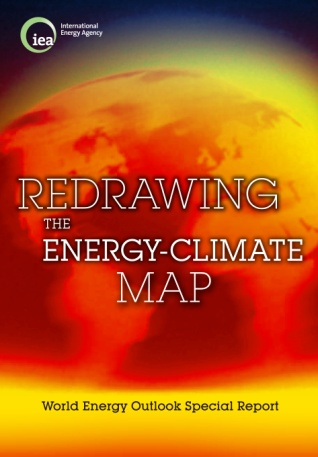 iea
International
Energy Agency
REDRAWING
THE
ENERGY-CLIMATE
MAP
World Energy Outlook Special Report